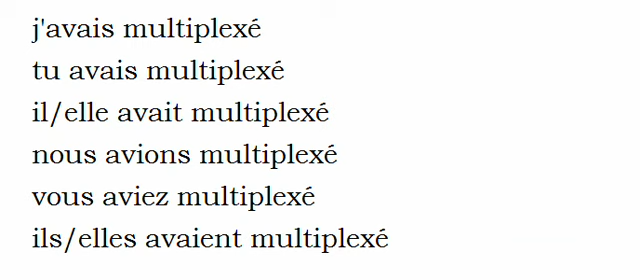 j'avais multiplexé
tu avais multiplexé
il/elle avait multiplexé
nous avions multiplexé
vous aviez multiplexé
ils/elles avaient multiplexé